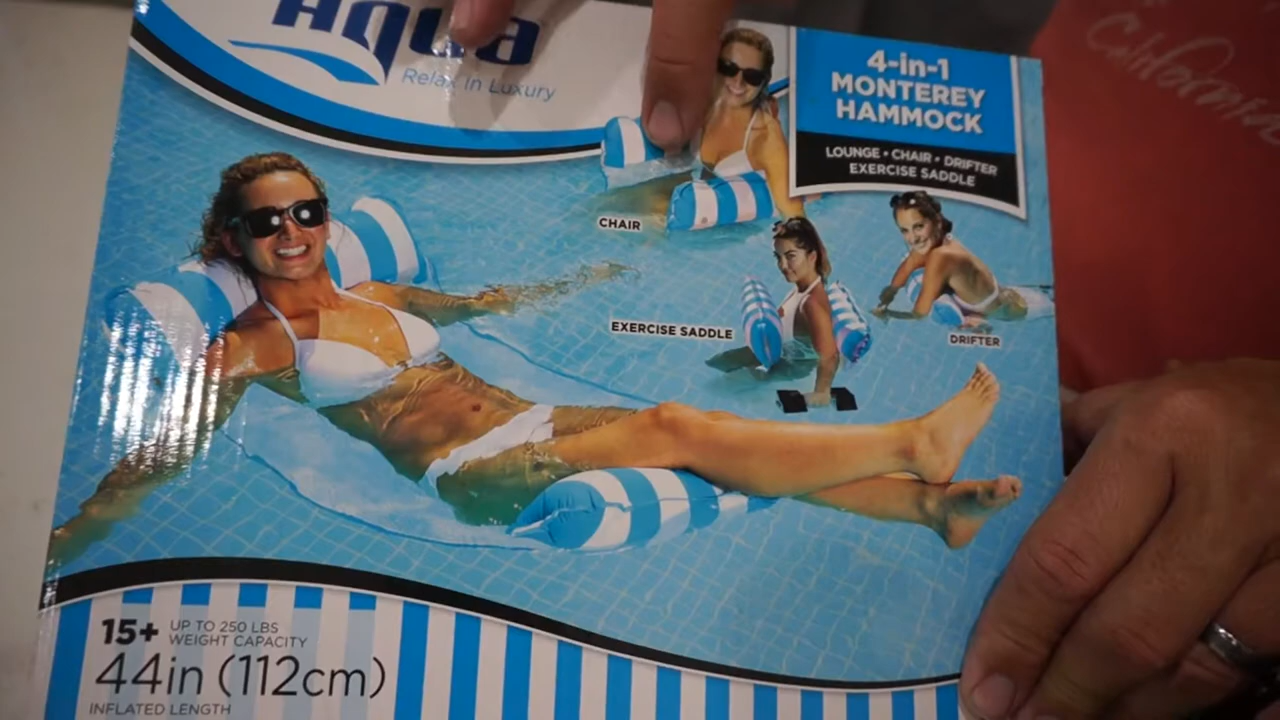 Aqua
Relax In Luxury
4-in-1
MONTEREY
HAMMOCK
LOUNGE • CHAIR • DRIFTER
EXERCISE SADDLE
CHAIR
EXERCISE SADDLE
DRIFTER
15+ UP TO 250 LBS
WEIGHT CAPACITY
44in (112cm)
INFLATED LENGTH
California